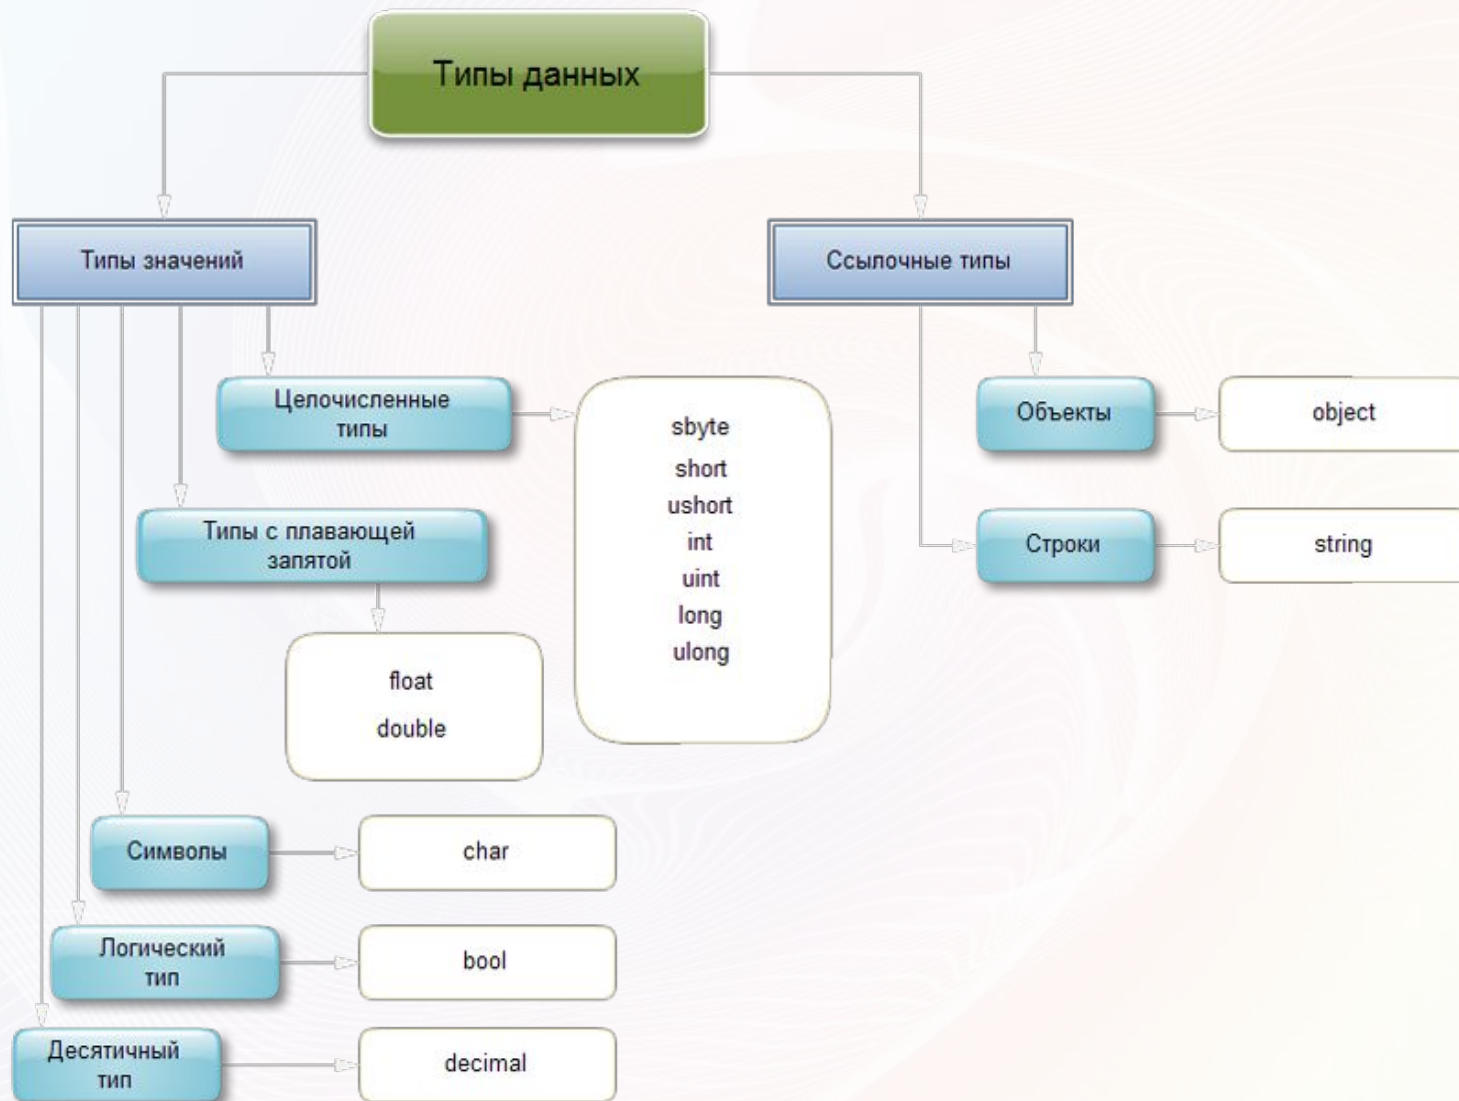 Типы данных
Типы значений
Ссылочные типы
Целочисленные
типы
sbyte
short
ushort
int
uint
long
ulong
Объекты
object
Типы с плавающей
запятой
Строки
string
float
double
Символы
char
Логический
тип
bool
Десятичный
тип
decimal